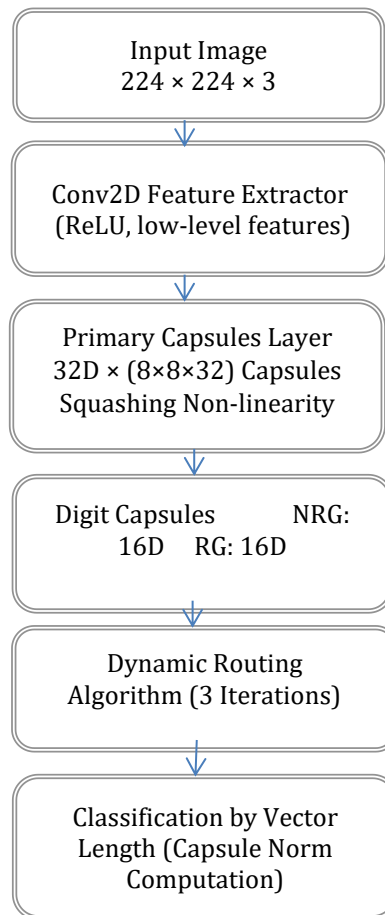 Input Image
224 × 224 × 3
Conv2D Feature Extractor
(ReLU, low-level features)
Primary Capsules Layer
32D × (8×8×32) Capsules
Squashing Non-linearity
Digit Capsules NRG:
16D RG: 16D
Dynamic Routing
Algorithm (3 Iterations)
Classification by Vector
Length (Capsule Norm
Computation)